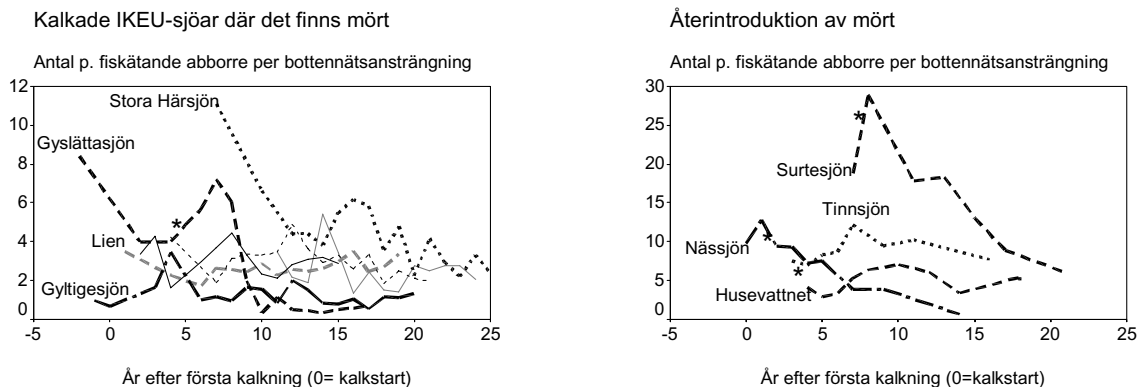 Kalkade IKEU-sjöar där det finns mört
Antal p. fiskätande abborre per bottennätsansträngning
12
10
8
6
4
2
0
Stora Härsjön
Gyslättasjön
*
Lien
Gyltigesjön
-5 0 5 10 15 20 25
År efter första kalkning (0= kalkstart)
Återintroduktion av mört
Antal p. fiskätande abborre per bottennätsansträngning
30
25
20
15
10
5
0
*
Surtesjön
Tinnsjön
Nässjön
*
*
Husevattnet
-5 0 5 10 15 20 25
År efter första kalkning (0=kalkstart)